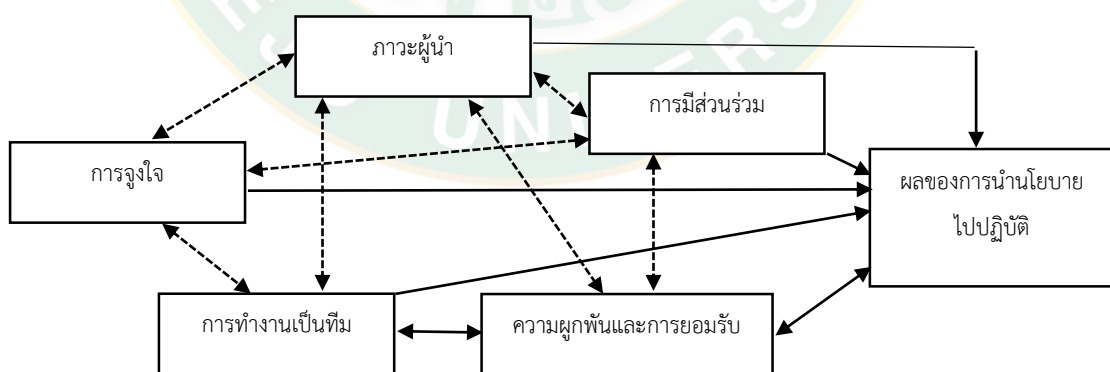 ภาวะผู้นำ
การมีส่วนร่วม
การจูงใจ
ผลของการนำนโยบาย
ไปปฏิบัติ
การทำงานเป็นทีม
ความผูกพันและการยอมรับ
UNI